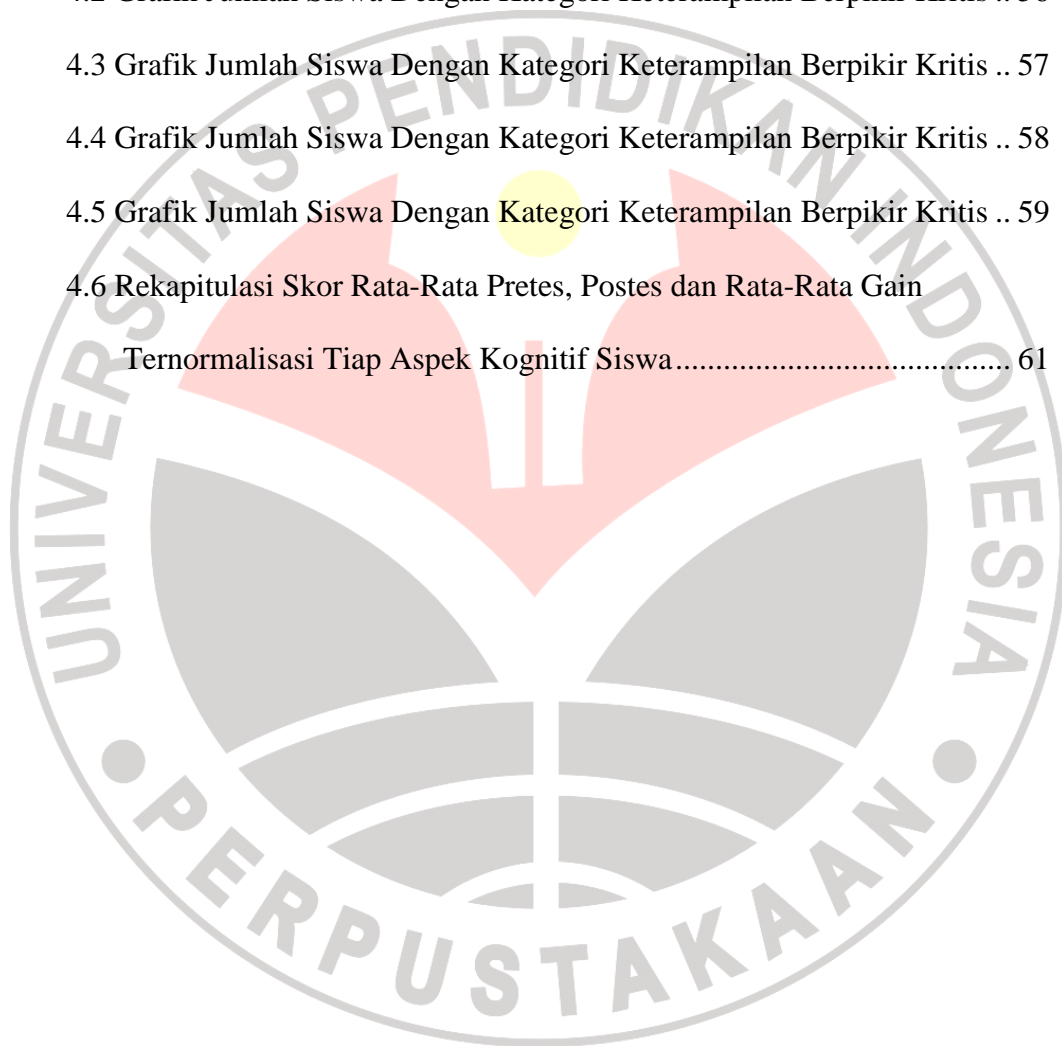 4.3 Grafik Jumlah Siswa Dengan Kategori Keterampilan Berpikir Kritis .. 57
4.4 Grafik Jumlah Siswa Dengan Kategori Keterampilan Berpikir Kritis .. 58
4.5 Grafik Jumlah Siswa Dengan Kategori Keterampilan Berpikir Kritis .. 59
4.6 Rekapitulasi Skor Rata-Rata Pretes, Postes dan Rata-Rata Gain
Ternormalisasi Tiap Aspek Kognitif Siswa.......................................... 61
UNIVERSITAS PENDIDIKAN INDONESIA
PERPUSTAKAAN